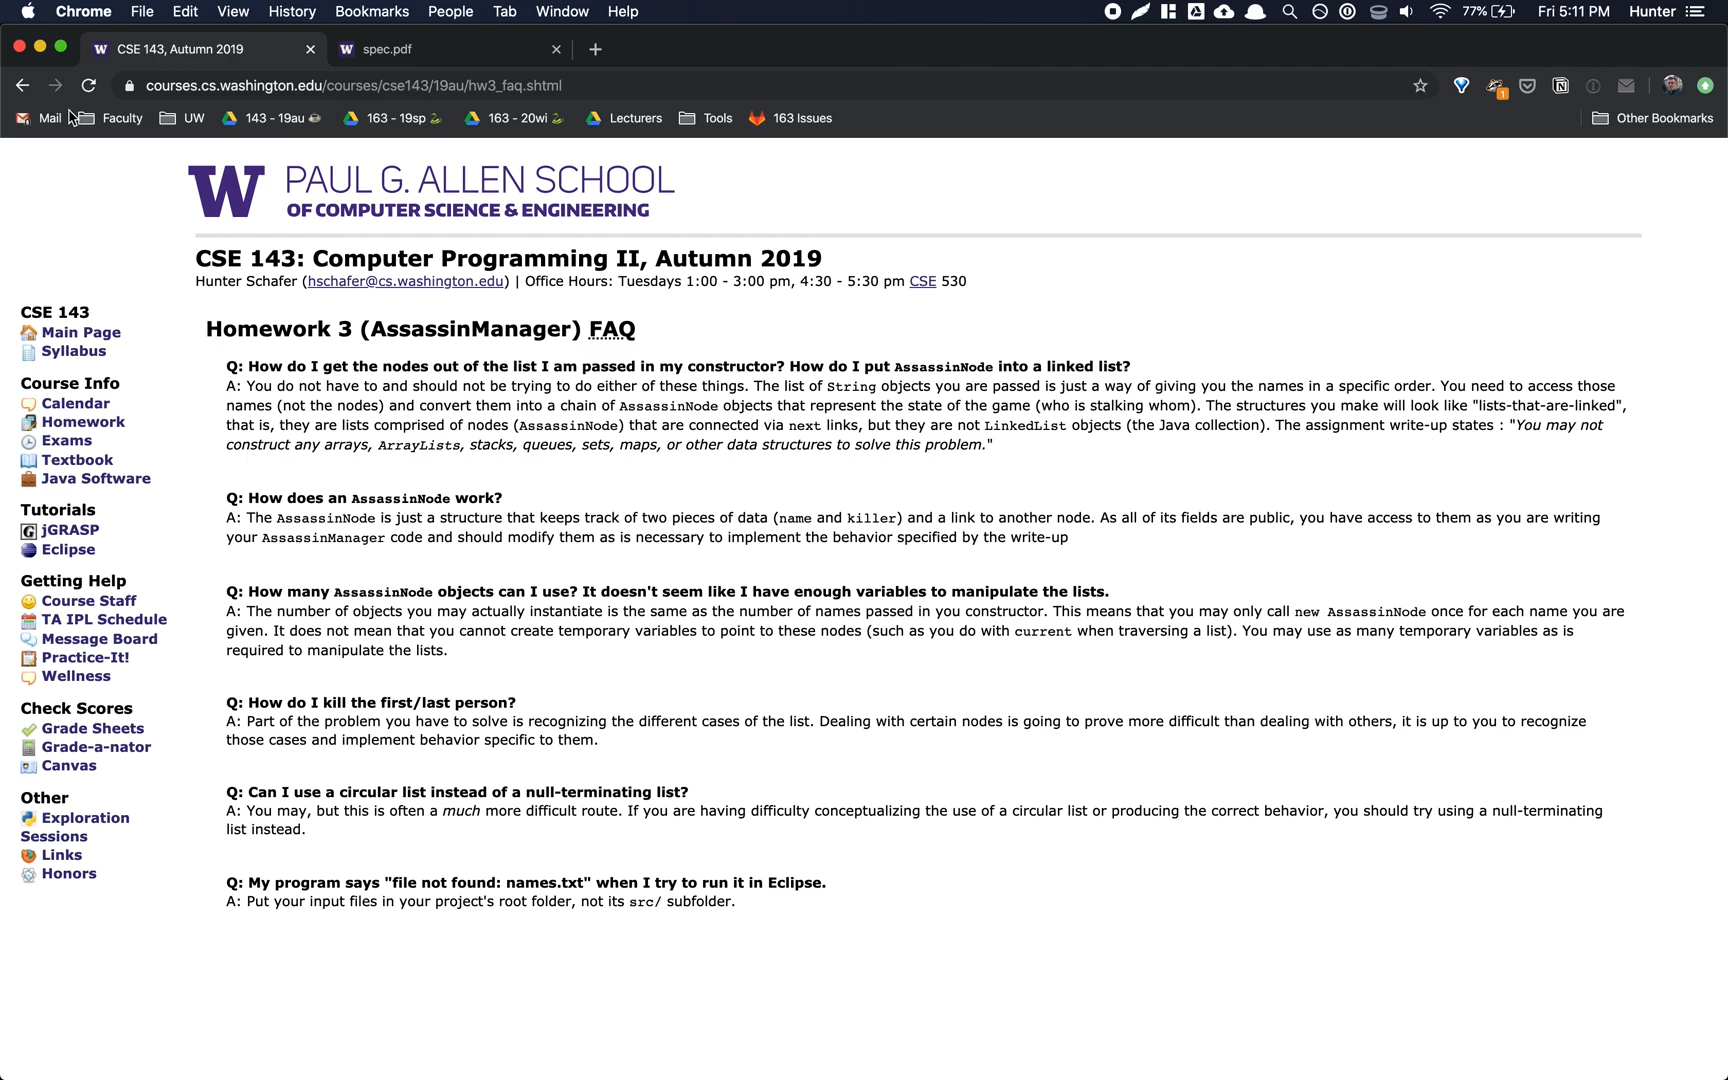 Chrome File Edit View History Bookmarks People Tab Window Help 77% Fri 5:11 PM Hunter
CSE 143, Autumn 2019 spec.pdf
courses.cs.washington.edu/courses/cse143/19au/hw3_faq.shtml
Mail Faculty UW 143 - 19au 163 - 19sp 163 - 20wi Lecturers Tools 163 Issues Other Bookmarks
W PAUL G. ALLEN SCHOOL
OF COMPUTER SCIENCE & ENGINEERING
CSE 143: Computer Programming II, Autumn 2019
Hunter Schafer (hschafer@cs.washington.edu) | Office Hours: Tuesdays 1:00 - 3:00 pm, 4:30 - 5:30 pm CSE 530
CSE 143
Main Page
Syllabus
Course Info
Calendar
Homework
Exams
Textbook
Java Software
Tutorials
jGRASP
Eclipse
Getting Help
Course Staff
TA IPL Schedule
Message Board
Practice-It!
Wellness
Check Scores
Grade Sheets
Grade-a-nator
Canvas
Other
Exploration
Sessions
Links
Honors
Homework 3 (AssassinManager) FAQ
Q: How do I get the nodes out of the list I am passed in my constructor? How do I put AssassinNode into a linked list?
A: You do not have to and should not be trying to do either of these things. The list of String objects you are passed is just a way of giving you the names in a specific order. You need to access those
names (not the nodes) and convert them into a chain of AssassinNode objects that represent the state of the game (who is stalking whom). The structures you make will look like "lists-that-are-linked",
that is, they are lists comprised of nodes (AssassinNode) that are connected via next links, but they are not LinkedList objects (the Java collection). The assignment write-up states : "You may not
construct any arrays, ArrayLists, stacks, queues, sets, maps, or other data structures to solve this problem."
Q: How does an AssassinNode work?
A: The AssassinNode is just a structure that keeps track of two pieces of data (name and killer) and a link to another node. As all of its fields are public, you have access to them as you are writing
your AssassinManager code and should modify them as is necessary to implement the behavior specified by the write-up
Q: How many AssassinNode objects can I use? It doesn't seem like I have enough variables to manipulate the lists.
A: The number of objects you may actually instantiate is the same as the number of names passed in you constructor. This means that you may only call new AssassinNode once for each name you are
given. It does not mean that you cannot create temporary variables to point to these nodes (such as you do with current when traversing a list). You may use as many temporary variables as is
required to manipulate the lists.
Q: How do I kill the first/last person?
A: Part of the problem you have to solve is recognizing the different cases of the list. Dealing with certain nodes is going to prove more difficult than dealing with others, it is up to you to recognize
those cases and implement behavior specific to them.
Q: Can I use a circular list instead of a null-terminating list?
A: You may, but this is often a much more difficult route. If you are having difficulty conceptualizing the use of a circular list or producing the correct behavior, you should try using a null-terminating
list instead.
Q: My program says "file not found: names.txt" when I try to run it in Eclipse.
A: Put your input files in your project's root folder, not its src/ subfolder.